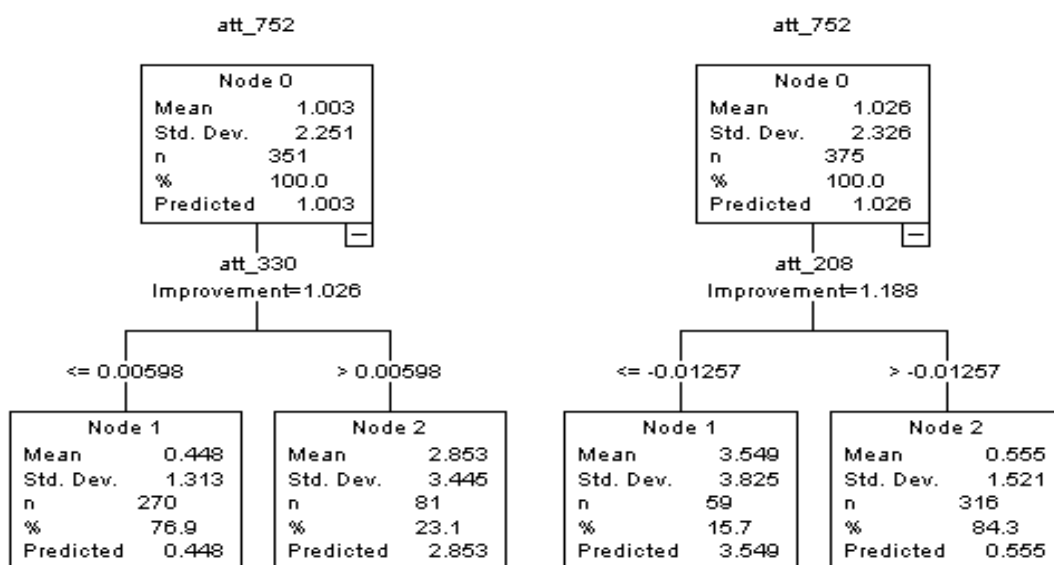 att_752
Node 0
Mean 1.003
Std. Dev. 2.251
n 351
% 100.0
Predicted 1.003
att_330
Improvement=1.026
<= 0.00598
> 0.00598
Node 1
Mean 0.448
Std. Dev. 1.313
n 270
% 76.9
Predicted 0.448
Node 2
Mean 2.853
Std. Dev. 3.445
n 81
% 23.1
Predicted 2.853
att_752
Node 0
Mean 1.026
Std. Dev. 2.326
n 375
% 100.0
Predicted 1.026
att_208
Improvement=1.188
<= -0.01257
> -0.01257
Node 1
Mean 3.549
Std. Dev. 3.825
n 59
% 15.7
Predicted 3.549
Node 2
Mean 0.555
Std. Dev. 1.521
n 316
% 84.3
Predicted 0.555